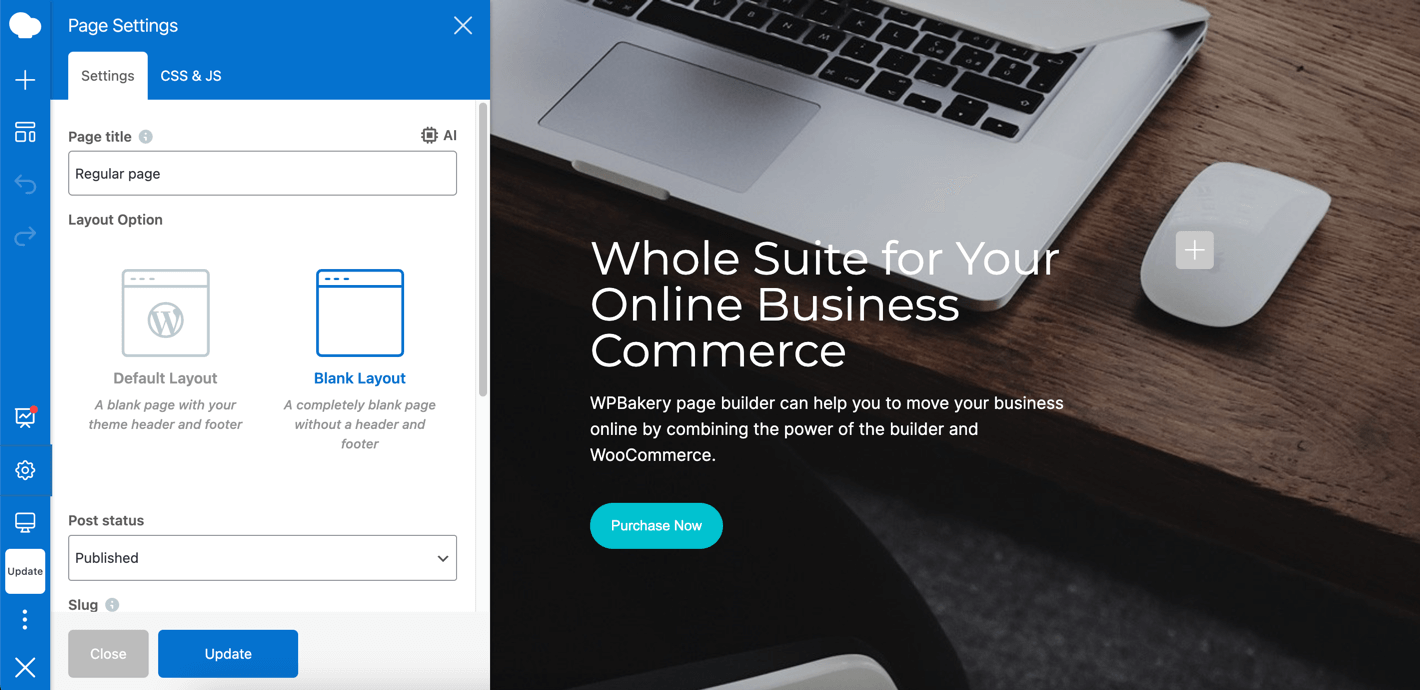 Page Settings
Settings
CSS & JS
Page title
AI
Regular page
Layout Option
Default Layout
A blank page with your
theme header and footer
Blank Layout
A completely blank page
without a header and
footer
Post status
Published
Slug
Close
Update
Update
Whole Suite for Your
Online Business
Commerce
WPBakery page builder can help you to move your business
online by combining the power of the builder and
WooCommerce.
Purchase Now